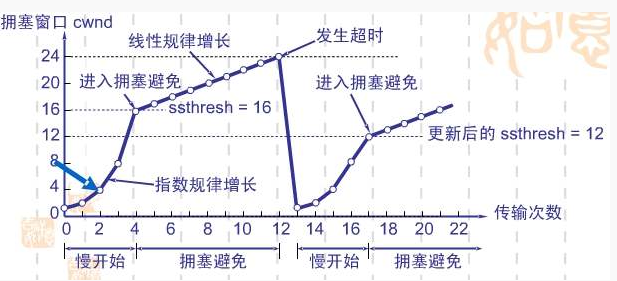 拥塞窗口 cwnd
24
20
16
12
8
4
0
线性规律增长
发生超时
进入拥塞避免
进入拥塞避免
ssthresh = 16
更新后的 ssthresh = 12
指数规律增长
0 2 4 6 8 10 12 14 16 18 20 22
传输次数
慢开始 拥塞避免 慢开始 拥塞避免